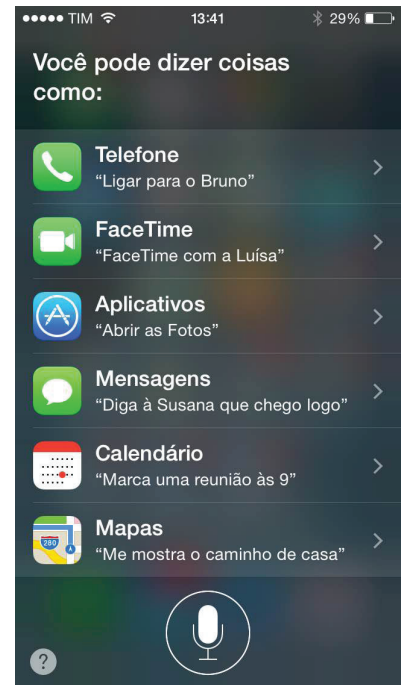 TIM 13:41 29%
Você pode dizer coisas
como:
Telefone
“Ligar para o Bruno”
FaceTime
“FaceTime com a Luísa”
Aplicativos
“Abrir as Fotos”
Mensagens
“Diga à Susana que chego logo”
Calendário
“Marca uma reunião às 9”
280
Mapas
“Me mostra o caminho de casa”
?